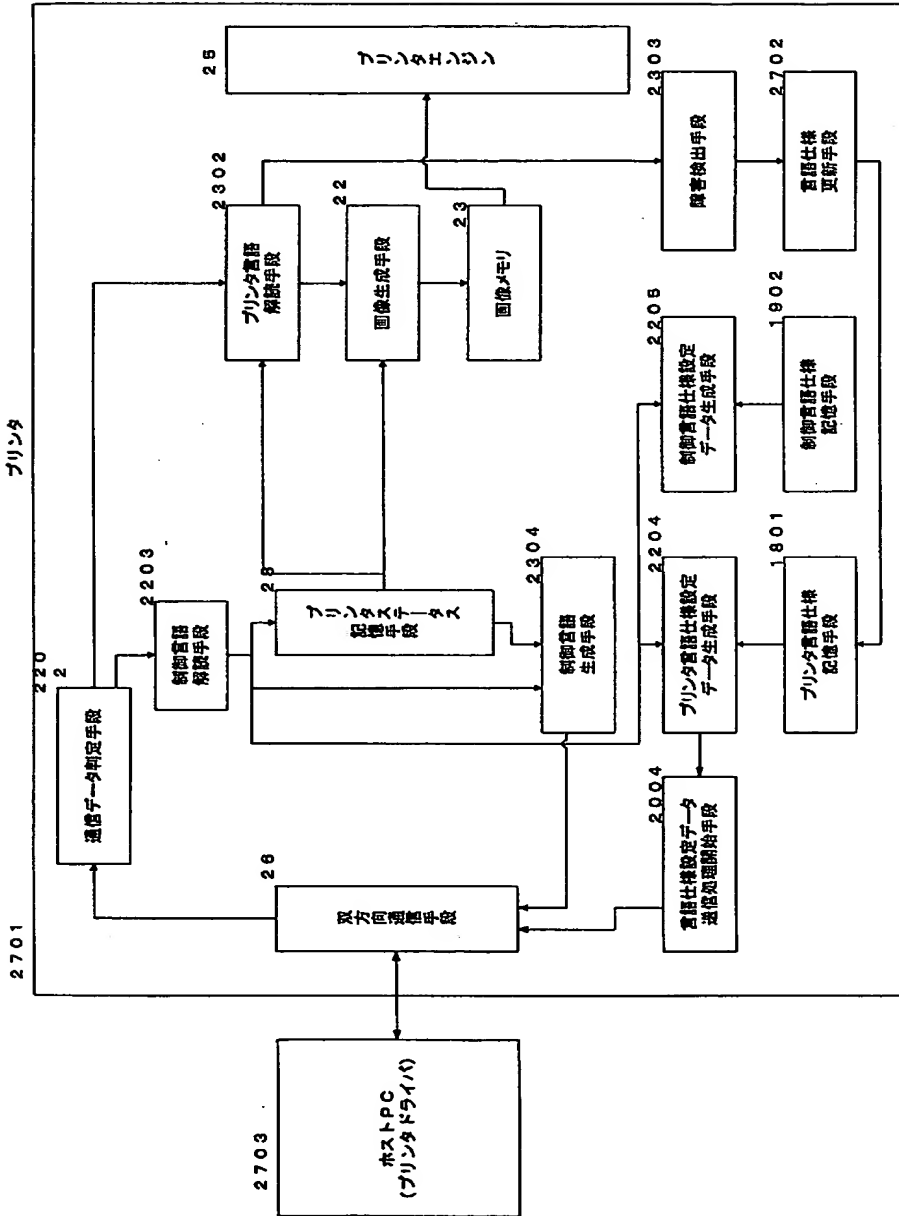 プリンタ
2701
2703
ホストPC
(プリンタドライバ)
26
双方向通信手段
220
2
通信データ判定手段
2203
制御言語
解読手段
28
プリンタステータス
記憶手段
2302
プリンタ言語
解読手段
22
画像生成手段
23
画像メモリ
25
プリンタエンジン
2304
制御言語
生成手段
2004
言語仕様設定データ
送信処理開始手段
2204
プリンタ言語仕様設定
データ生成手段
1801
プリンタ言語仕様
記憶手段
2205
制御言語仕様設定
データ生成手段
1902
制御言語仕様
記憶手段
2303
障害検出手段
2702
言語仕様
更新手段